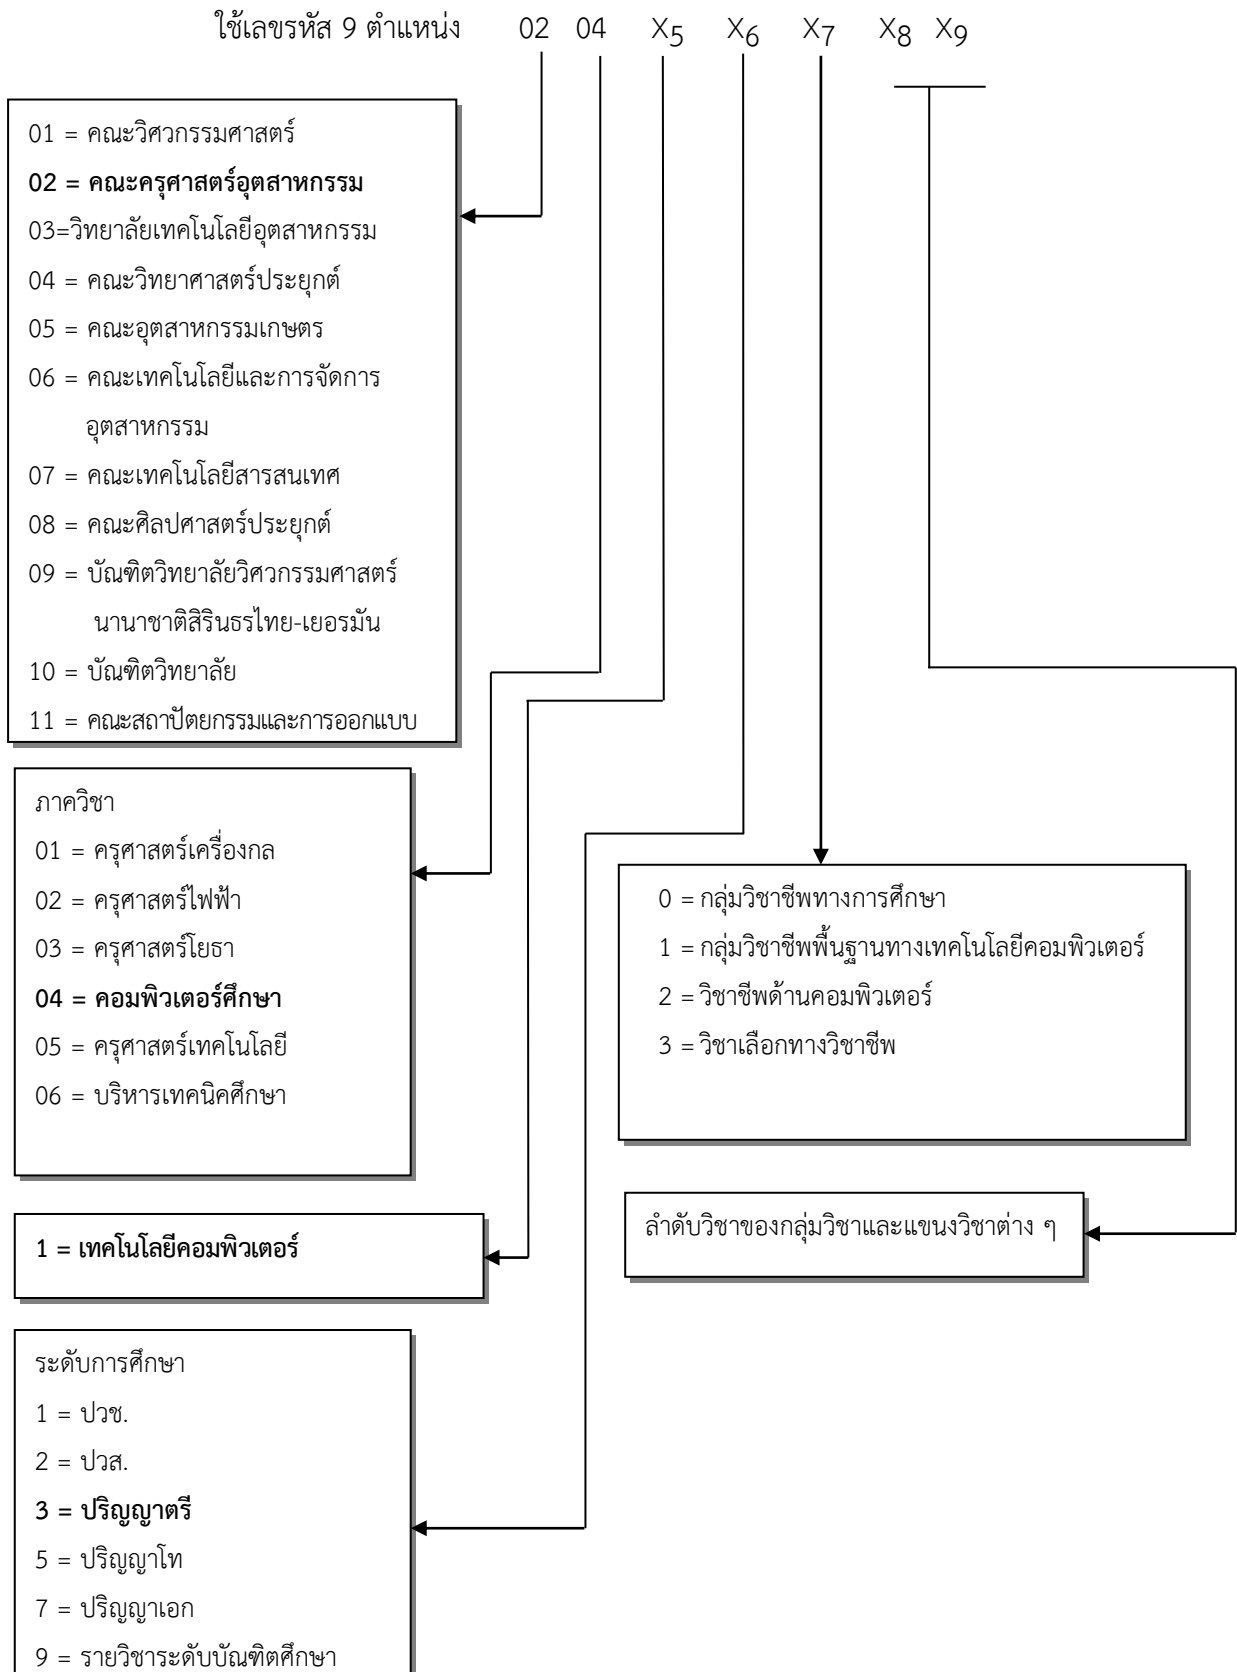 ใช้เลขรหัส 9 ตำแหน่ง 02 04 X5 X6 X7 X8 X9
01 = คณะวิศวกรรมศาสตร์
02 = คณะครุศาสตร์อุตสาหกรรม
03=วิทยาลัยเทคโนโลยีอุตสาหกรรม
04 = คณะวิทยาศาสตร์ประยุกต์
05 = คณะอุตสาหกรรมเกษตร
06 = คณะเทคโนโลยีและการจัดการ
อุตสาหกรรม
07 = คณะเทคโนโลยีสารสนเทศ
08 = คณะศิลปศาสตร์ประยุกต์
09 = บัณฑิตวิทยาลัยวิศวกรรมศาสตร์
นานาชาติสิรินธรไทย-เยอรมัน
10 = บัณฑิตวิทยาลัย
11 = คณะสถาปัตยกรรมและการออกแบบ
ภาควิชา
01 = ครุศาสตร์เครื่องกล
02 = ครุศาสตร์ไฟฟ้า
03 = ครุศาสตร์โยธา
04 = คอมพิวเตอร์ศึกษา
05 = ครุศาสตร์เทคโนโลยี
06 = บริหารเทคนิคศึกษา
0 = กลุ่มวิชาชีพทางการศึกษา
1 = กลุ่มวิชาชีพพื้นฐานทางเทคโนโลยีคอมพิวเตอร์
2 = วิชาชีพด้านคอมพิวเตอร์
3 = วิชาเลือกทางวิชาชีพ
ลำดับวิชาของกลุ่มวิชาและแขนงวิชาต่าง ๆ
1 = เทคโนโลยีคอมพิวเตอร์
ระดับการศึกษา
1 = ปวช.
2 = ปวส.
3 = ปริญญาตรี
5 = ปริญญาโท
7 = ปริญญาเอก
9 = รายวิชาระดับบัณฑิตศึกษา